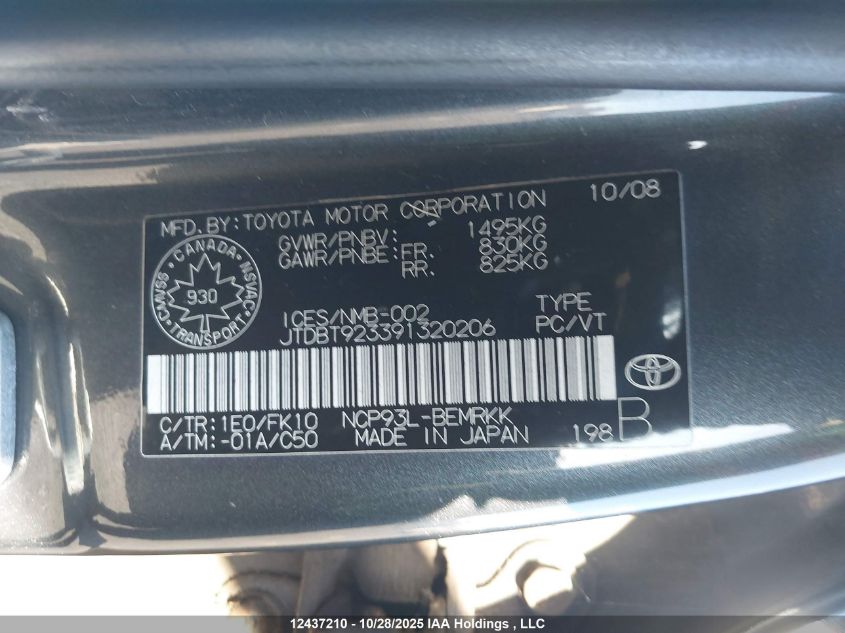 10/08
MFD. BY: TOYOTA MOTOR CORPORATION
GVWR/PNBV: 1495KG
GAWR/PNBE: FR. 830KG
RR. 825KG
CANADA
CMVSS NSVAC
930
TRANSPORT
ICES/NMB-002
TYPE
JTDBT923391320206
PC/VT
C/TR: 1E0/FK10 NCP93L-BEMRKK
A/TM: -01A/C50 MADE IN JAPAN 198 B
12437210 - 10/28/2025 IAA Holdings, LLC